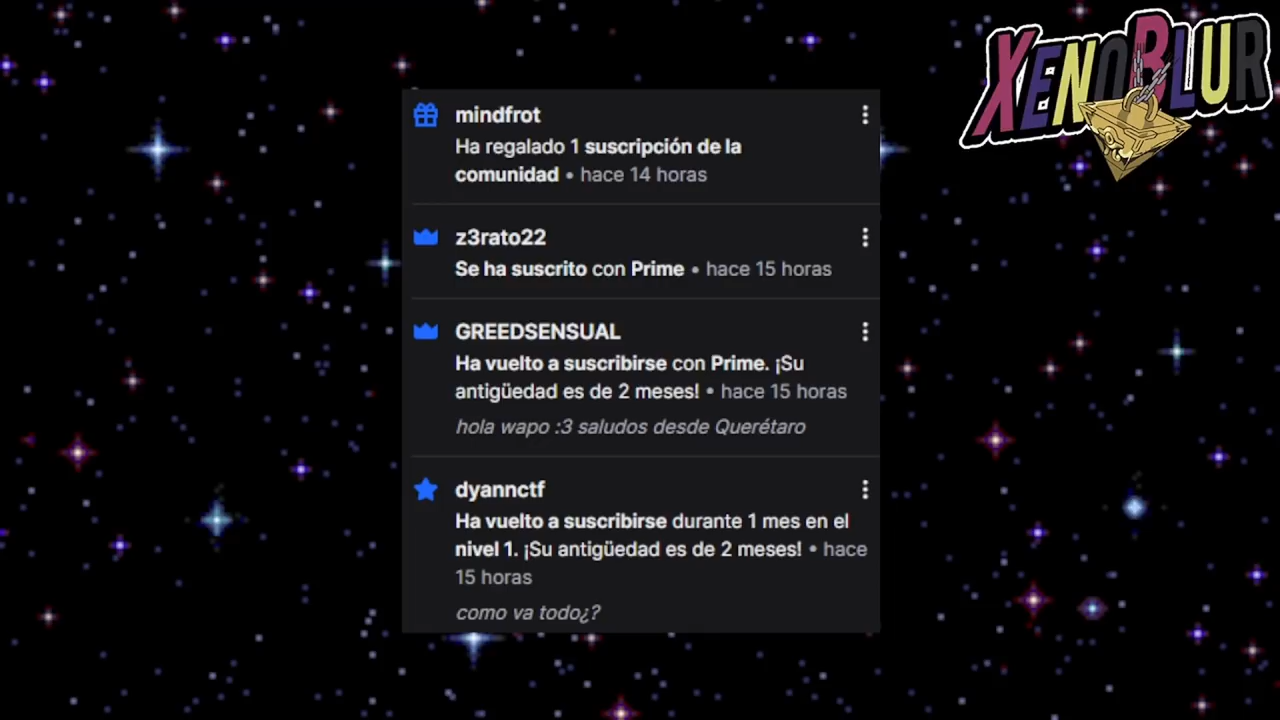 XENOBLUR
mindfrot
Ha regalado 1 suscripción de la
comunidad • hace 14 horas
z3rato22
Se ha suscrito con Prime • hace 15 horas
GREEDSENSUAL
Ha vuelto a suscribirse con Prime. ¡Su
antigüedad es de 2 meses! • hace 15 horas
hola wapo :3 saludos desde Querétaro
dyannctf
Ha vuelto a suscribirse durante 1 mes en el
nivel 1. ¡Su antigüedad es de 2 meses! • hace
15 horas
como va todo¿?